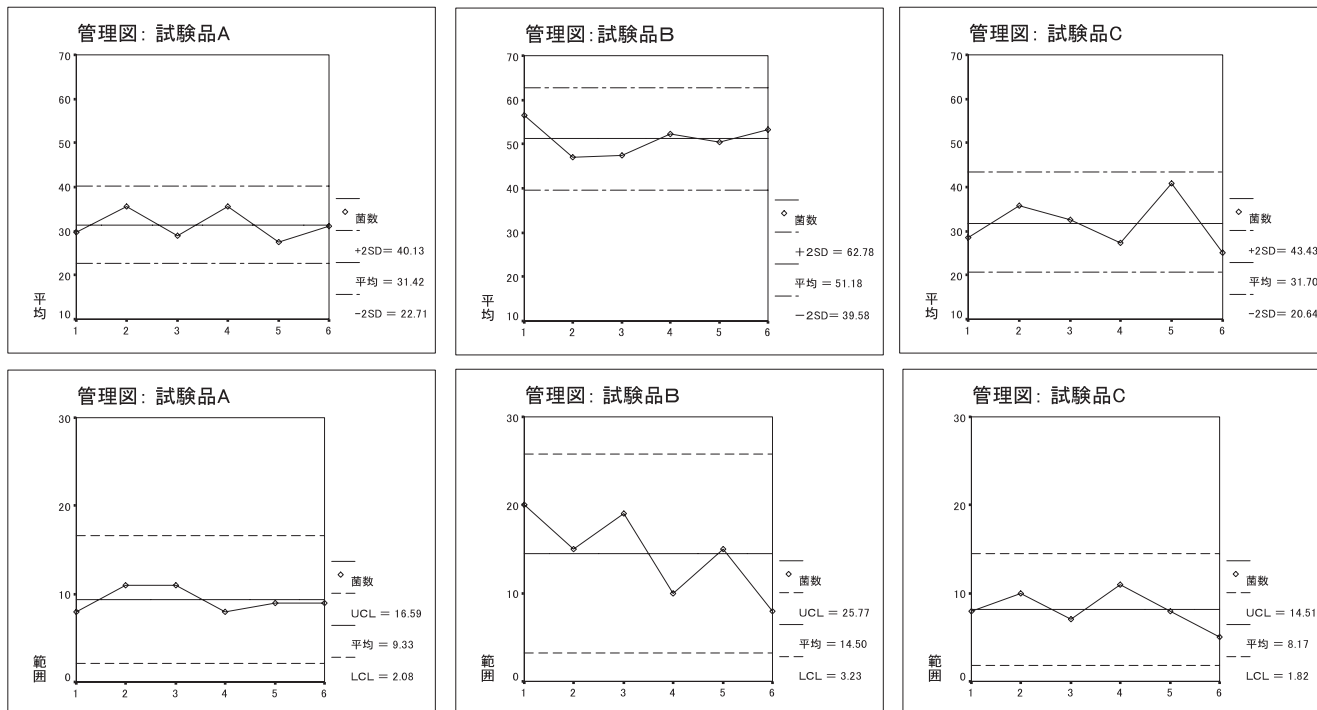 管理図: 試験品A
70
60
50
40
30
20
10
平均
1 2 3 4 5 6
菌数
+2SD= 40.13
平均 = 31.42
-2SD = 22.71
管理図: 試験品B
70
60
50
40
30
20
10
平均
1 2 3 4 5 6
菌数
+2SD = 62.78
平均 = 51.18
-2SD = 39.58
管理図: 試験品C
70
60
50
40
30
20
10
平均
1 2 3 4 5 6
菌数
+2SD= 43.43
平均 = 31.70
-2SD = 20.64
管理図: 試験品A
30
20
10
0
範囲
1 2 3 4 5 6
菌数
UCL = 16.59
平均 = 9.33
LCL = 2.08
管理図: 試験品B
30
20
10
0
範囲
1 2 3 4 5 6
菌数
UCL = 25.77
平均 = 14.50
LCL = 3.23
管理図: 試験品C
30
20
10
0
範囲
1 2 3 4 5 6
菌数
UCL = 14.51
平均 = 8.17
LCL = 1.82